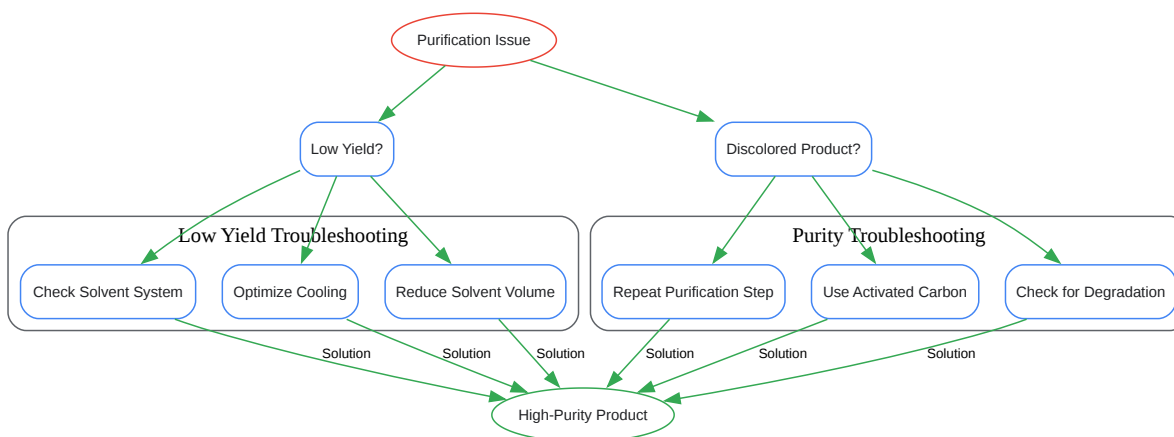 Purification Issue
Low Yield?
Discolored Product?
Low Yield Troubleshooting
Purity Troubleshooting
Check Solvent System
Optimize Cooling
Reduce Solvent Volume
Repeat Purification Step
Use Activated Carbon
Check for Degradation
Solution
Solution
Solution
Solution
Solution
Solution
High-Purity Product